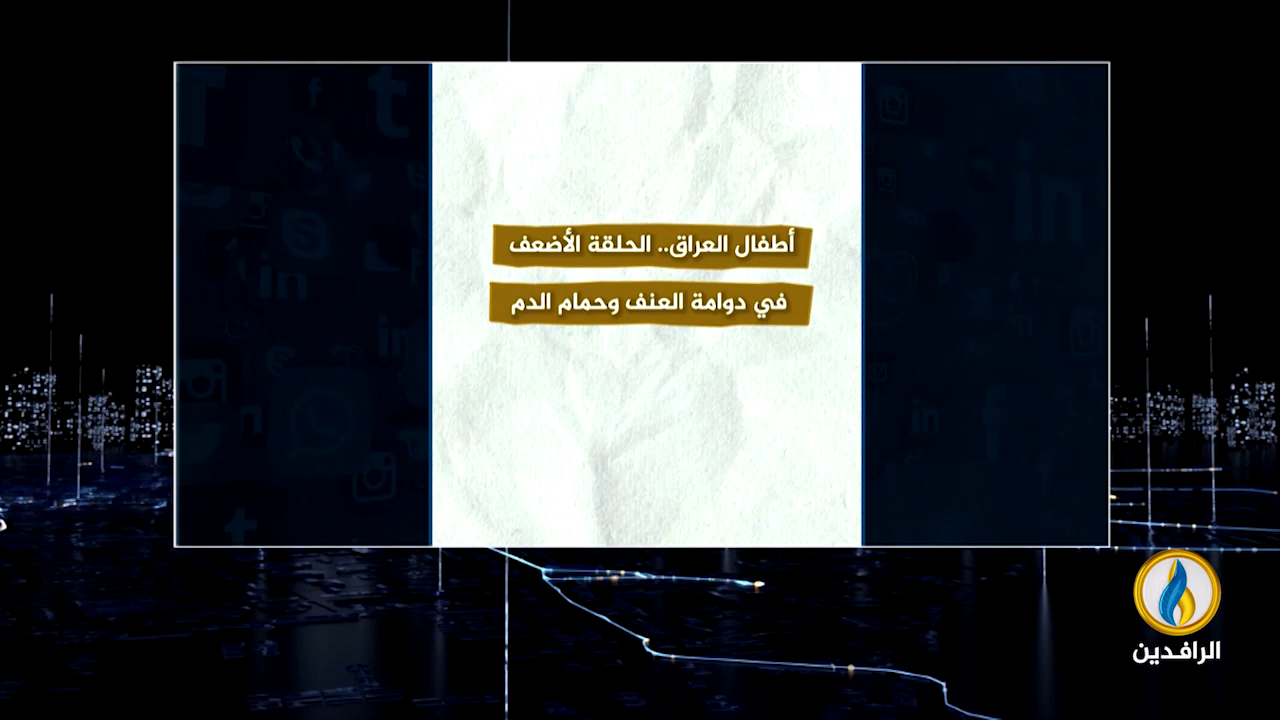 أطفال العراق.. الحلقة الأضعف
في دوامة العنف وحمام الدم
الرافدين